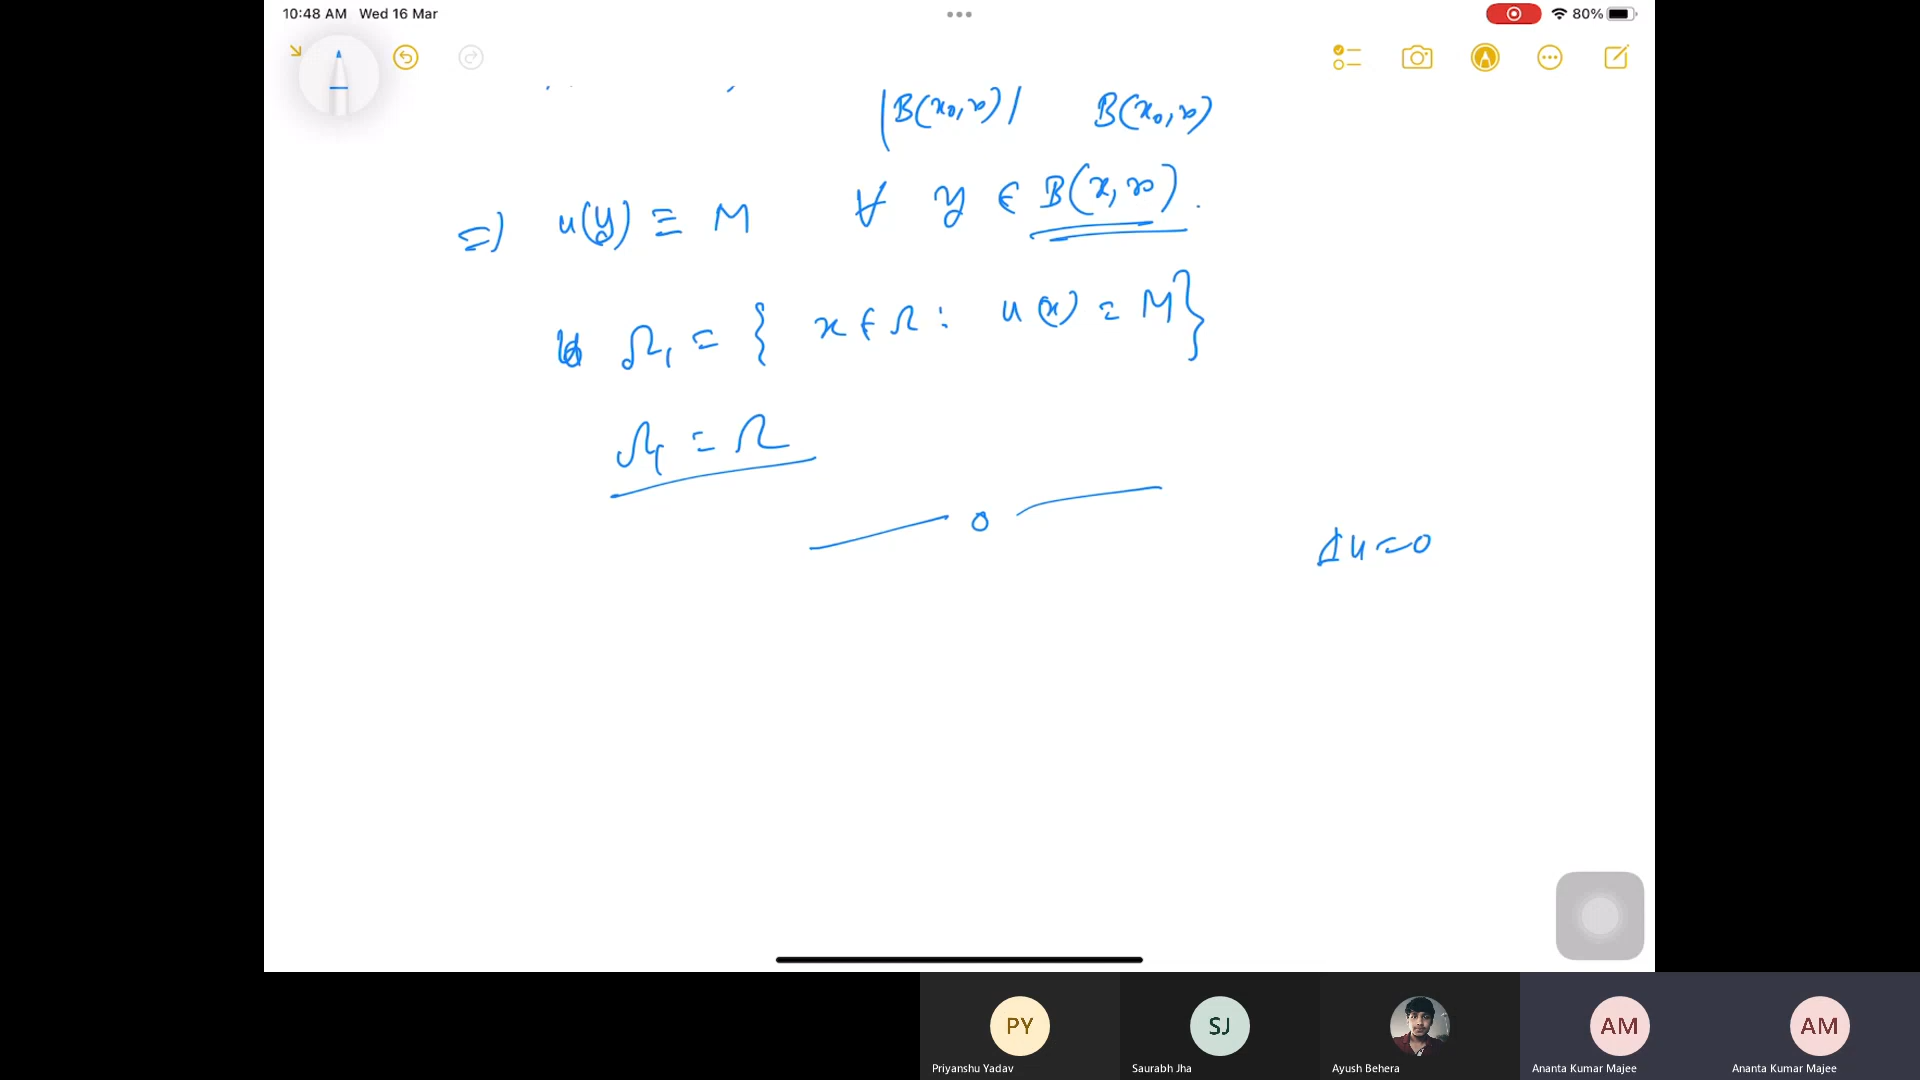 10:48 AM Wed 16 Mar
80%
|B(x₀,r)| B(x₀,r)
=) u(y) ≡ M ∀ y ∈ B(x,r).
Ω₁ = { x ∈ Ω : u(x) = M }
Ω₁ = Ω
— o —
Δu=0
PY
SJ
AM
AM
Priyanshu Yadav
Saurabh Jha
Ayush Behera
Ananta Kumar Majee
Ananta Kumar Majee